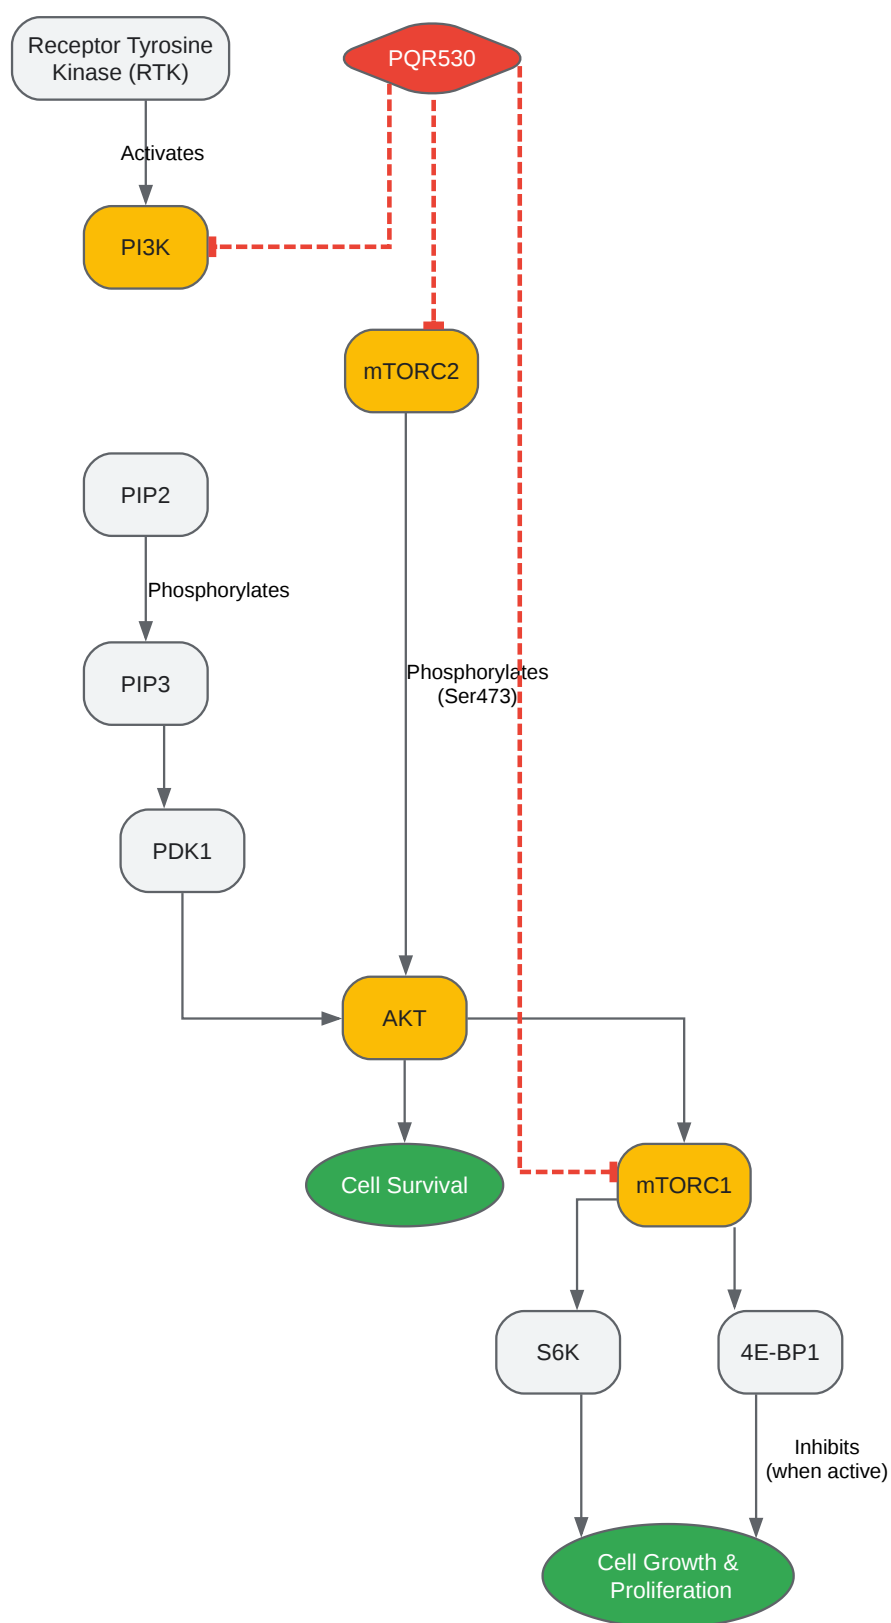 Receptor Tyrosine
Kinase (RTK)
PQR530
Activates
PI3K
mTORC2
PIP2
Phosphorylates
PIP3
Phosphorylates
(Ser473)
PDK1
AKT
Cell Survival
mTORC1
S6K
4E-BP1
Inhibits
(when active)
Cell Growth &
Proliferation